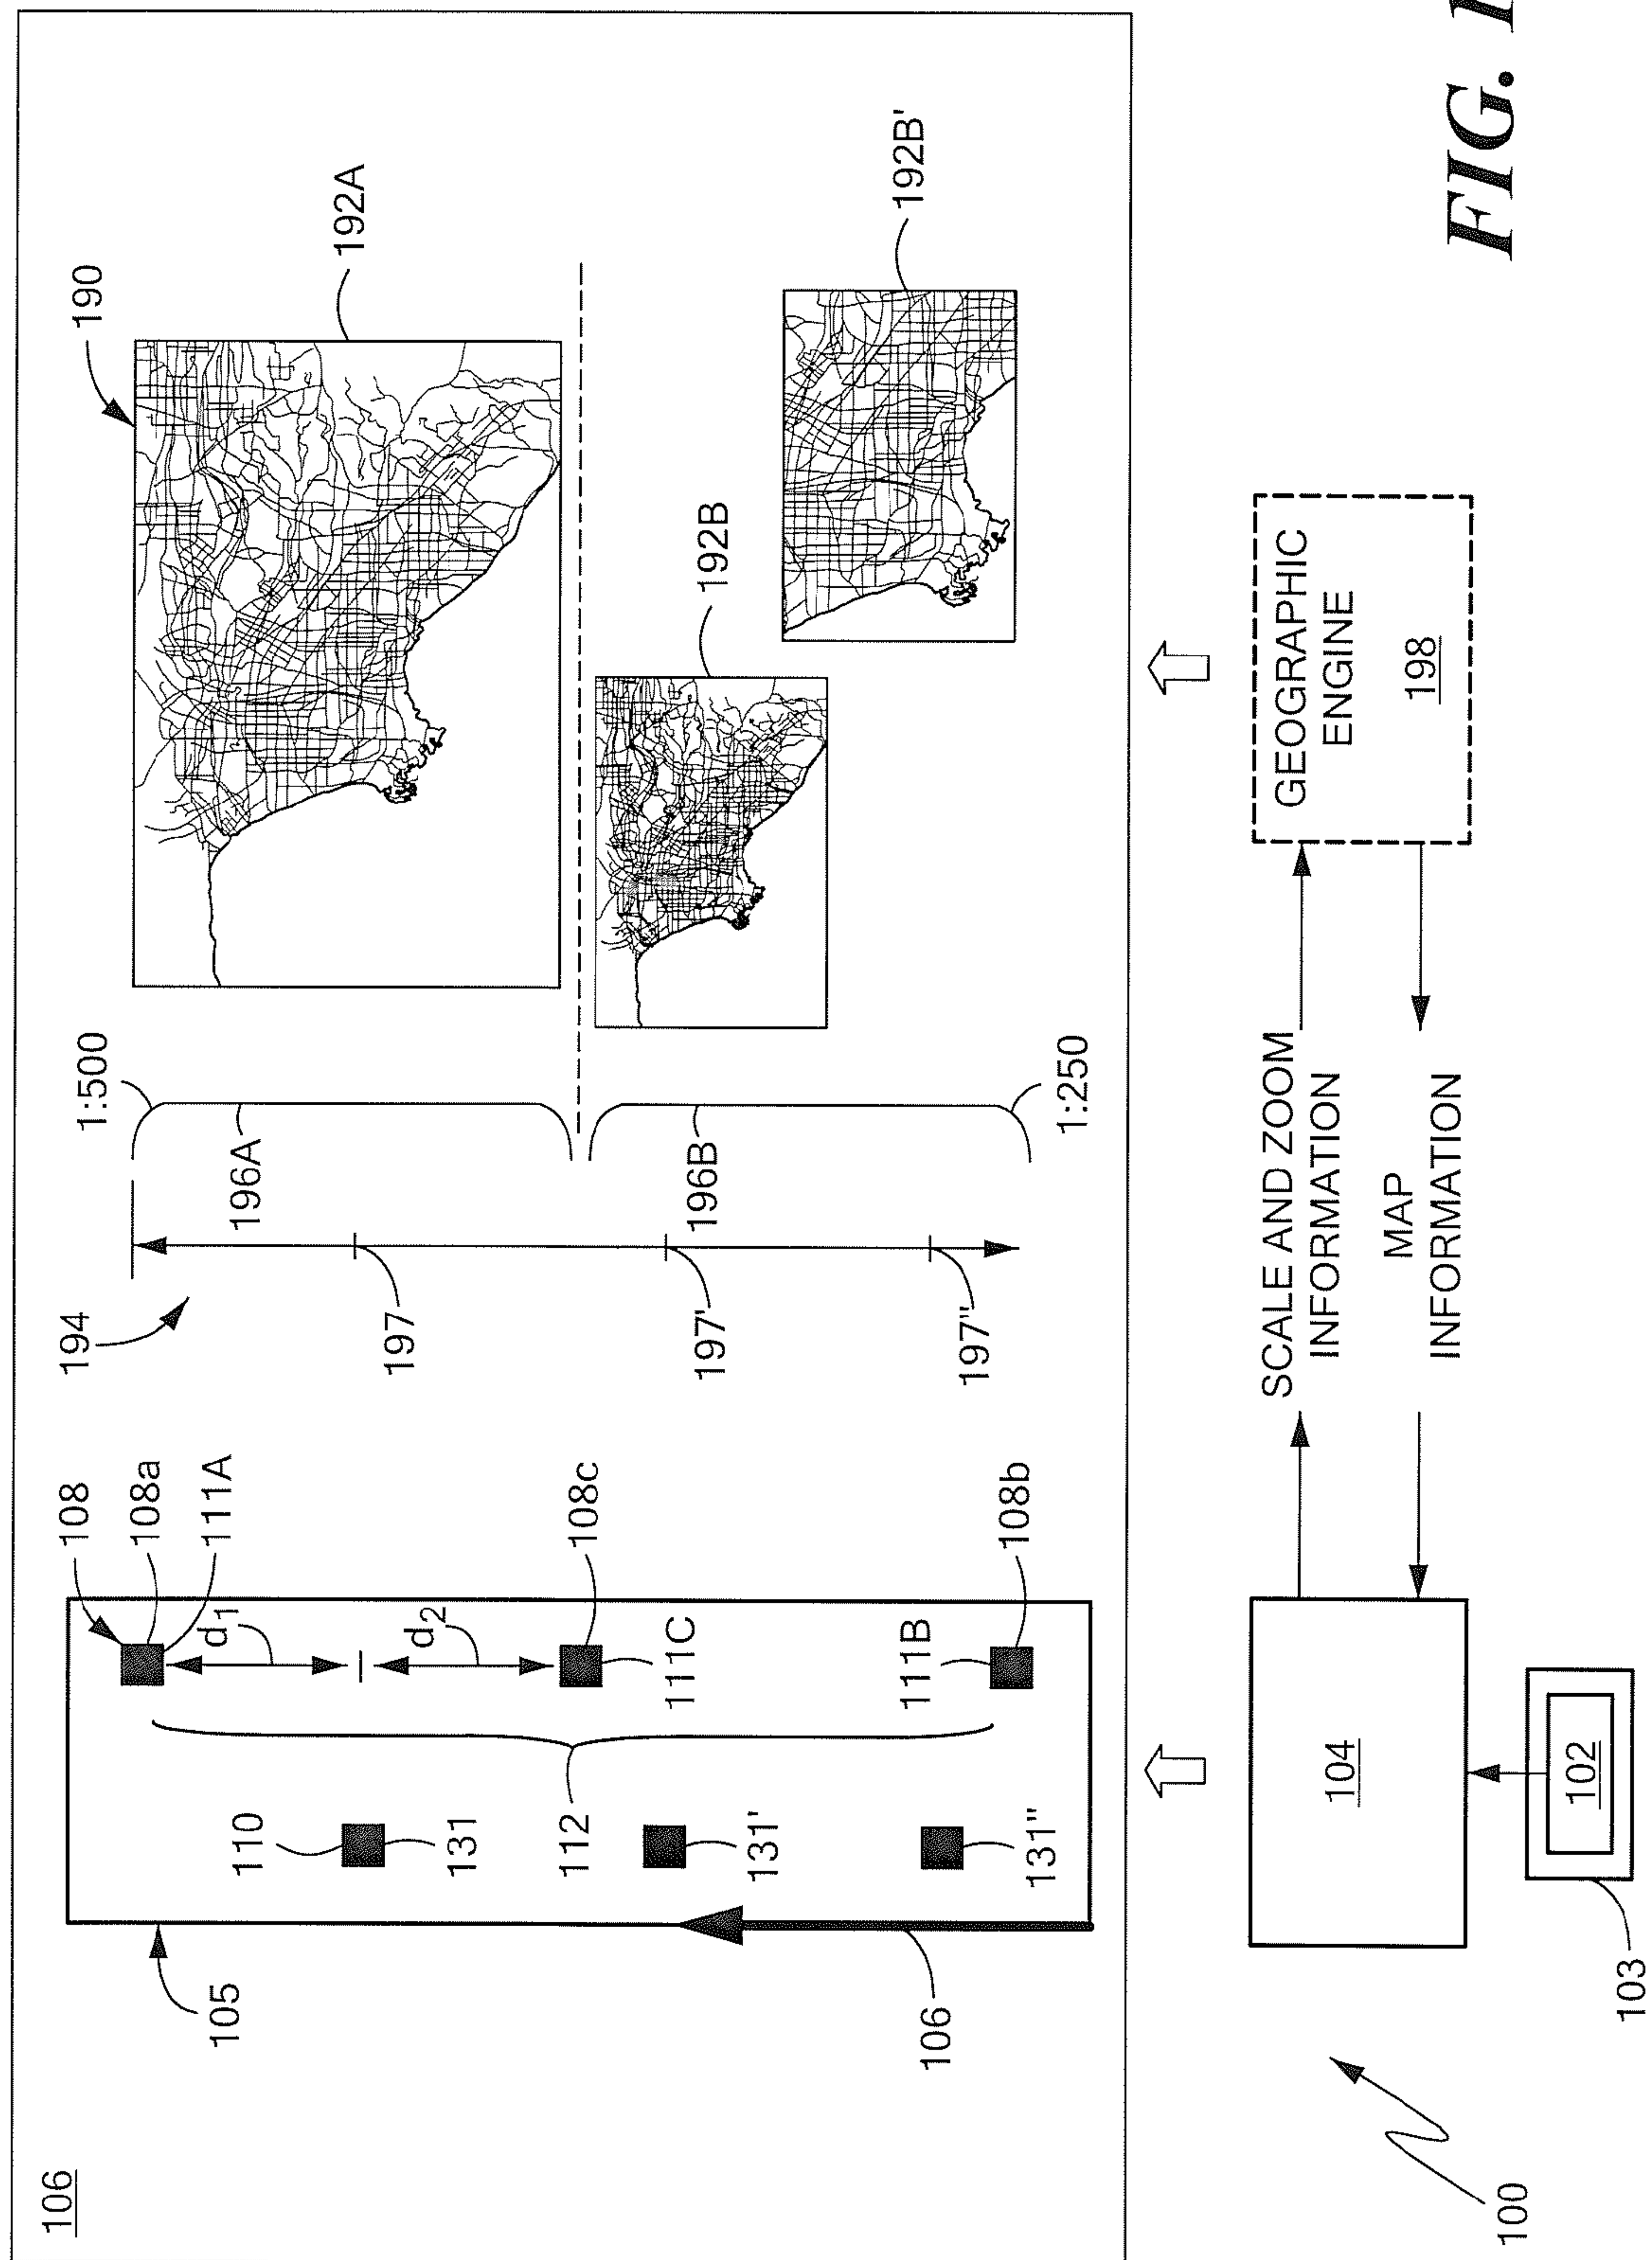 106
105
106
110
131
131'
131"
112
108
108a
111A
d1
d2
108c
111C
111B
108b
194
197
197'
197"
1:500
196A
196B
1:250
190
192A
192B
192B'
100
103
102
104
SCALE AND ZOOM
INFORMATION
MAP
INFORMATION
GEOGRAPHIC
ENGINE
198
FIG. 1